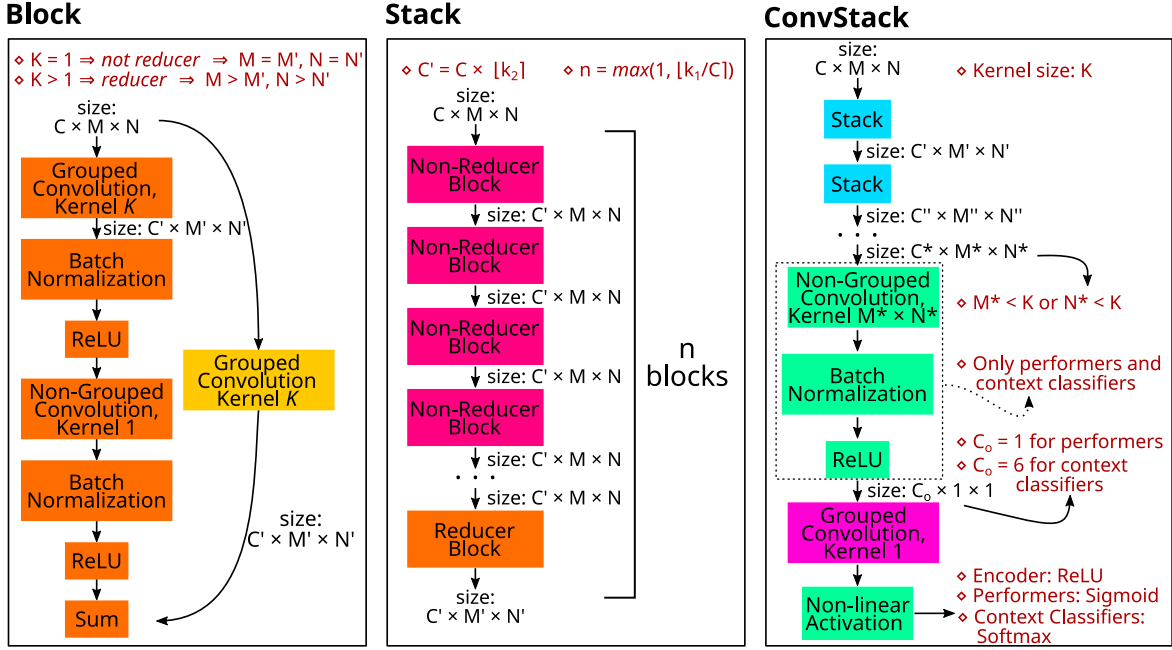 Block
⋄ K = 1 ⇒ not reducer ⇒ M = M', N = N'
⋄ K > 1 ⇒ reducer ⇒ M > M', N > N'
size:
C × M × N
Grouped
Convolution,
Kernel K
size: C' × M' × N'
Batch
Normalization
ReLU
Non-Grouped
Convolution,
Kernel 1
Batch
Normalization
ReLU
Sum
Grouped
Convolution
Kernel K
size:
C' × M' × N'
Stack
⋄ C' = C × ⌊k₂⌉
⋄ n = max(1, ⌊k₁/C⌉)
size:
C × M × N
Non-Reducer
Block
size: C' × M × N
Non-Reducer
Block
size: C' × M × N
Non-Reducer
Block
size: C' × M × N
Non-Reducer
Block
size: C' × M × N
· · ·
size: C' × M × N
Reducer
Block
size:
C' × M' × N'
n
blocks
ConvStack
size:
C × M × N
⋄ Kernel size: K
Stack
size: C' × M' × N'
Stack
size: C'' × M'' × N''
· · ·
size: C* × M* × N*
Non-Grouped
Convolution,
Kernel M* × N*
⋄ M* < K or N* < K
Batch
Normalization
⋄ Only performers and
context classifiers
ReLU
⋄ Cₒ = 1 for performers
⋄ Cₒ = 6 for context
classifiers
size: Cₒ × 1 × 1
Grouped
Convolution,
Kernel 1
Non-linear
Activation
⋄ Encoder: ReLU
⋄ Performers: Sigmoid
⋄ Context Classifiers:
Softmax